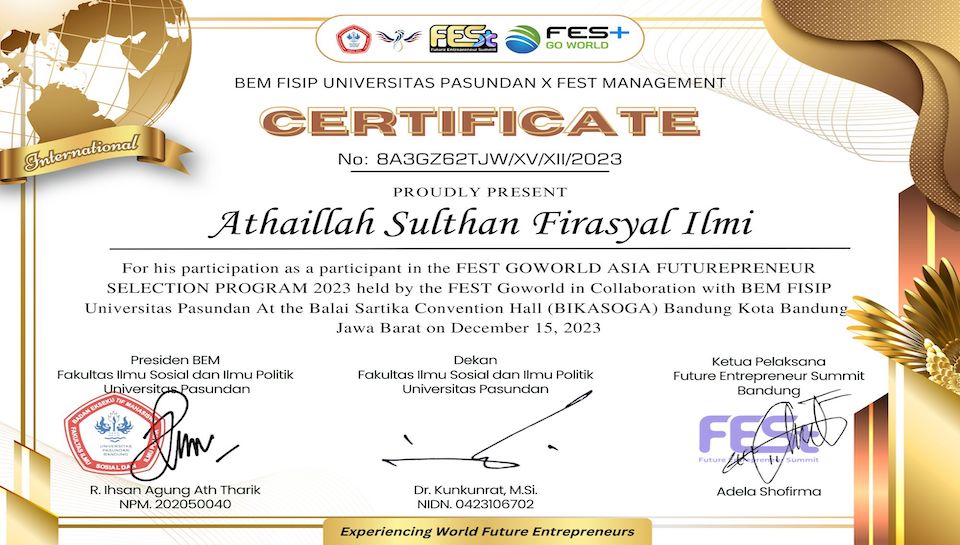 FESt
Future Entrepreneur Summit
FES+
GO WORLD
BEM FISIP UNIVERSITAS PASUNDAN X FEST MANAGEMENT
CERTIFICATE
International
No: 8A3GZ62TJW/XV/XII/2023
PROUDLY PRESENT
Athaillah Sulthan Firasyal Ilmi
For his participation as a participant in the FEST GOWORLD ASIA FUTUREPRENEUR
SELECTION PROGRAM 2023 held by the FEST Goworld in Collaboration with BEM FISIP
Universitas Pasundan At the Balai Sartika Convention Hall (BIKASOGA) Bandung Kota Bandung,
Jawa Barat on December 15, 2023
Presiden BEM
Fakultas Ilmu Sosial dan Ilmu Politik
Universitas Pasundan
UNIVERSITAS
PASUNDAN
BANDUNG
R. Ihsan Agung Ath Tharik
NPM. 202050040
Dekan
Fakultas Ilmu Sosial dan Ilmu Politik
Universitas Pasundan
Dr. Kunkunrat, M.Si.
NIDN. 0423106702
Ketua Pelaksana
Future Entrepreneur Summit
Bandung
FESt
Future Entrepreneur Summit
Adela Shofirma
Experiencing World Future Entrepreneurs